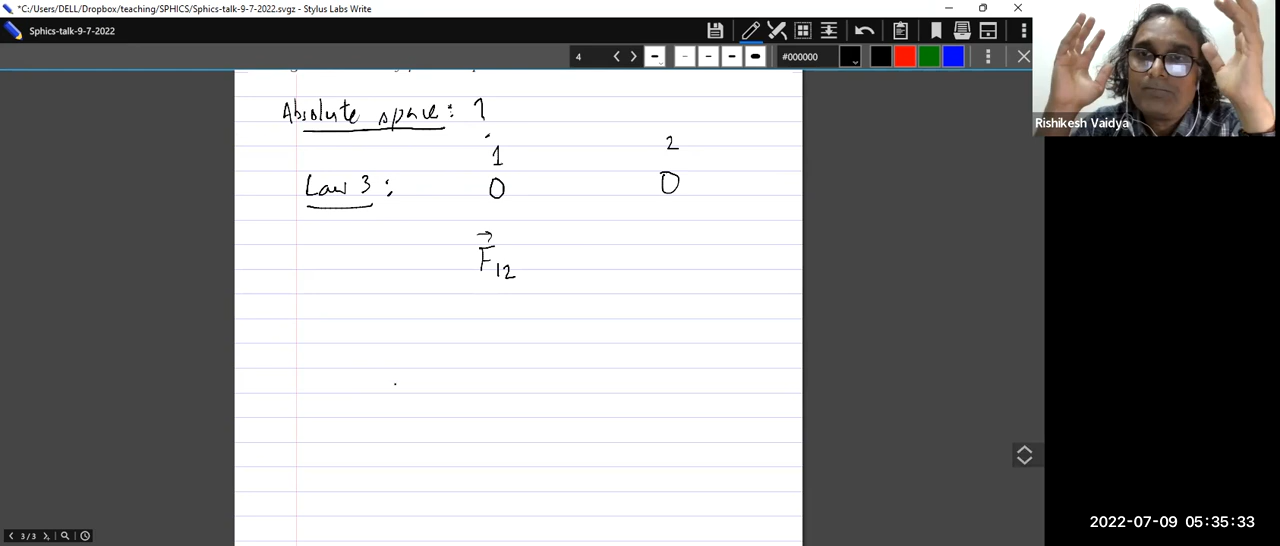 *C:/Users/DELL/Dropbox/teaching/SPHICS/Sphics-talk-9-7-2022.svgz - Stylus Labs Write
Sphics-talk-9-7-2022
4
#000000
Rishikesh Vaidya
Absolute space : ?
1 2
Law 3 : O O
F⃗₁₂
3/3
2022-07-09 05:35:33